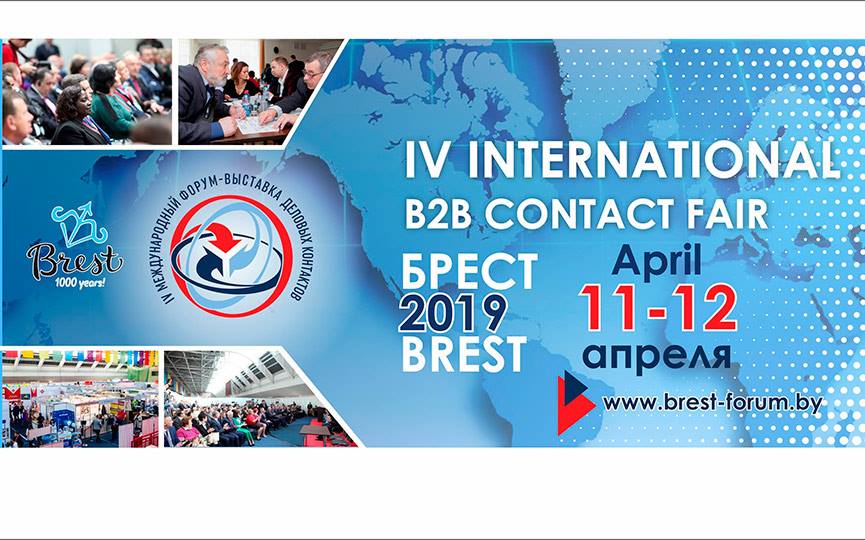 Brest
1000 years!
IV МЕЖДУНАРОДНЫЙ ФОРУМ-ВЫСТАВКА ДЕЛОВЫХ КОНТАКТОВ
IV INTERNATIONAL
B2B CONTACT FAIR
БРЕСТ
2019
BREST
April
11-12
апреля
www.brest-forum.by